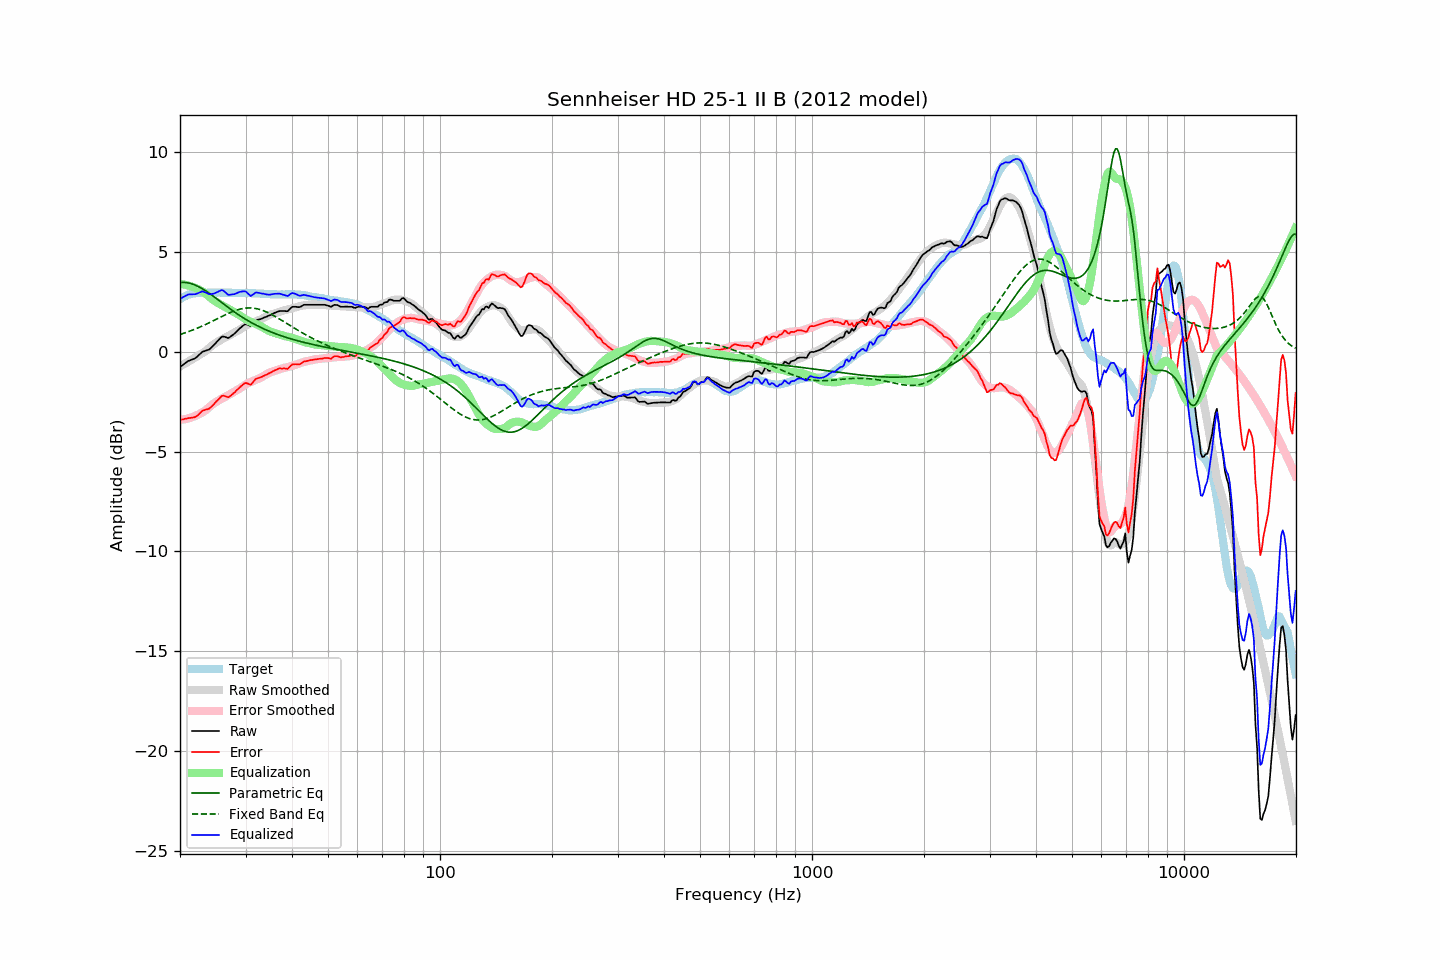 Sennheiser HD 25-1 II B (2012 model)
10
5
0
−5
−10
−15
−20
−25
Amplitude (dBr)
Target
Raw Smoothed
Error Smoothed
Raw
Error
Equalization
Parametric Eq
Fixed Band Eq
Equalized
100
1000
10000
Frequency (Hz)